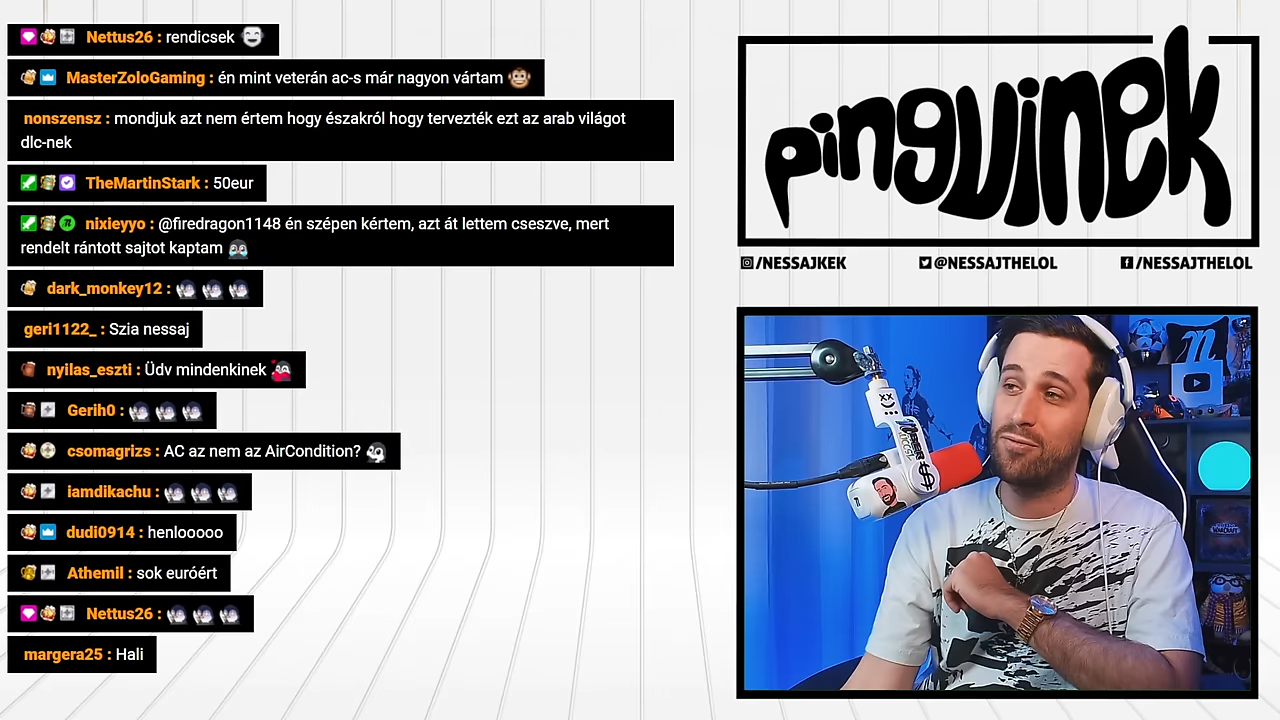 Nettus26 : rendicsek
MasterZoloGaming : én mint veterán ac-s már nagyon vártam
nonszensz : mondjuk azt nem értem hogy északról hogy tervezték ezt az arab világot
dlc-nek
TheMartinStark : 50eur
nixieyyo : @firedragon1148 én szépen kértem, azt át lettem cseszve, mert
rendelt rántott sajtot kaptam
dark_monkey12 :
geri1122_ : Szia nessaj
nyilas_eszti : Üdv mindenkinek
Gerih0 :
csomagrizs : AC az nem az AirCondition?
iamdikachu :
dudi0914 : henlooooo
Athemil : sok euróért
Nettus26 :
margera25 : Hali
pingvinek
/NESSAJKEK
@NESSAJTHELOL
/NESSAJTHELOL